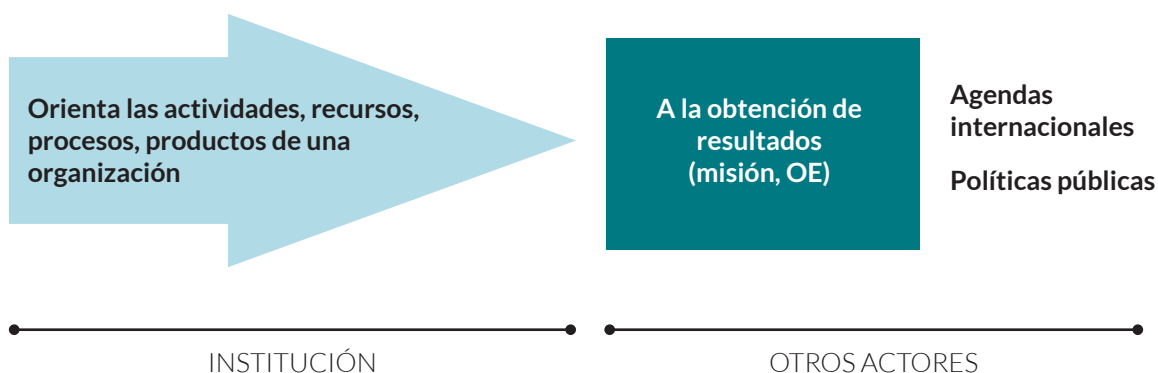 Orienta las actividades, recursos,
procesos, productos de una
organización
A la obtención de
resultados
(misión, OE)
Agendas
internacionales
Políticas públicas
INSTITUCIÓN
OTROS ACTORES